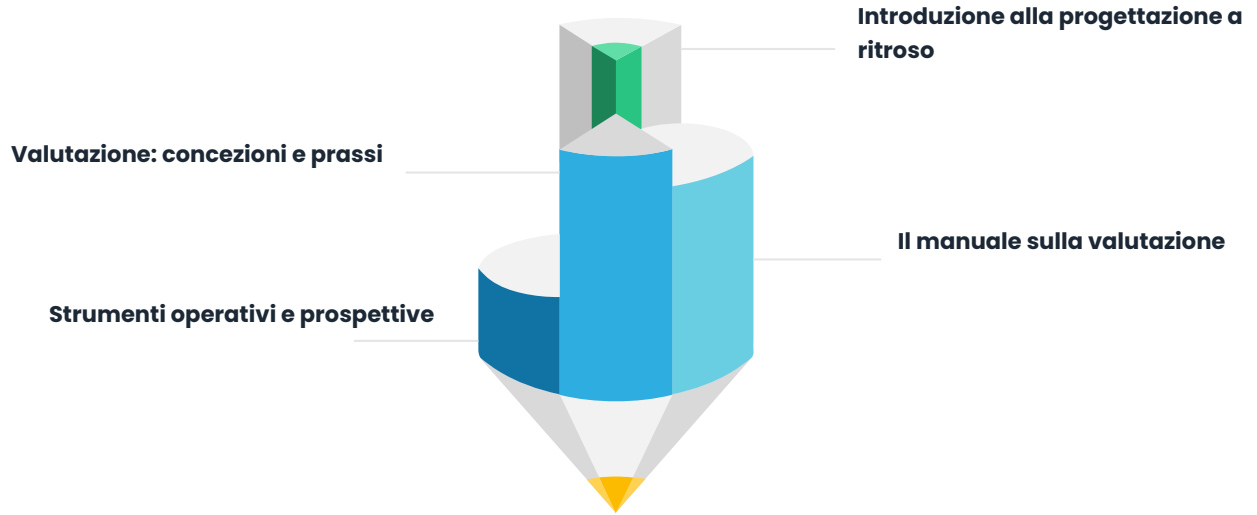 Introduzione alla progettazione a
ritroso
Valutazione: concezioni e prassi
Il manuale sulla valutazione
Strumenti operativi e prospettive